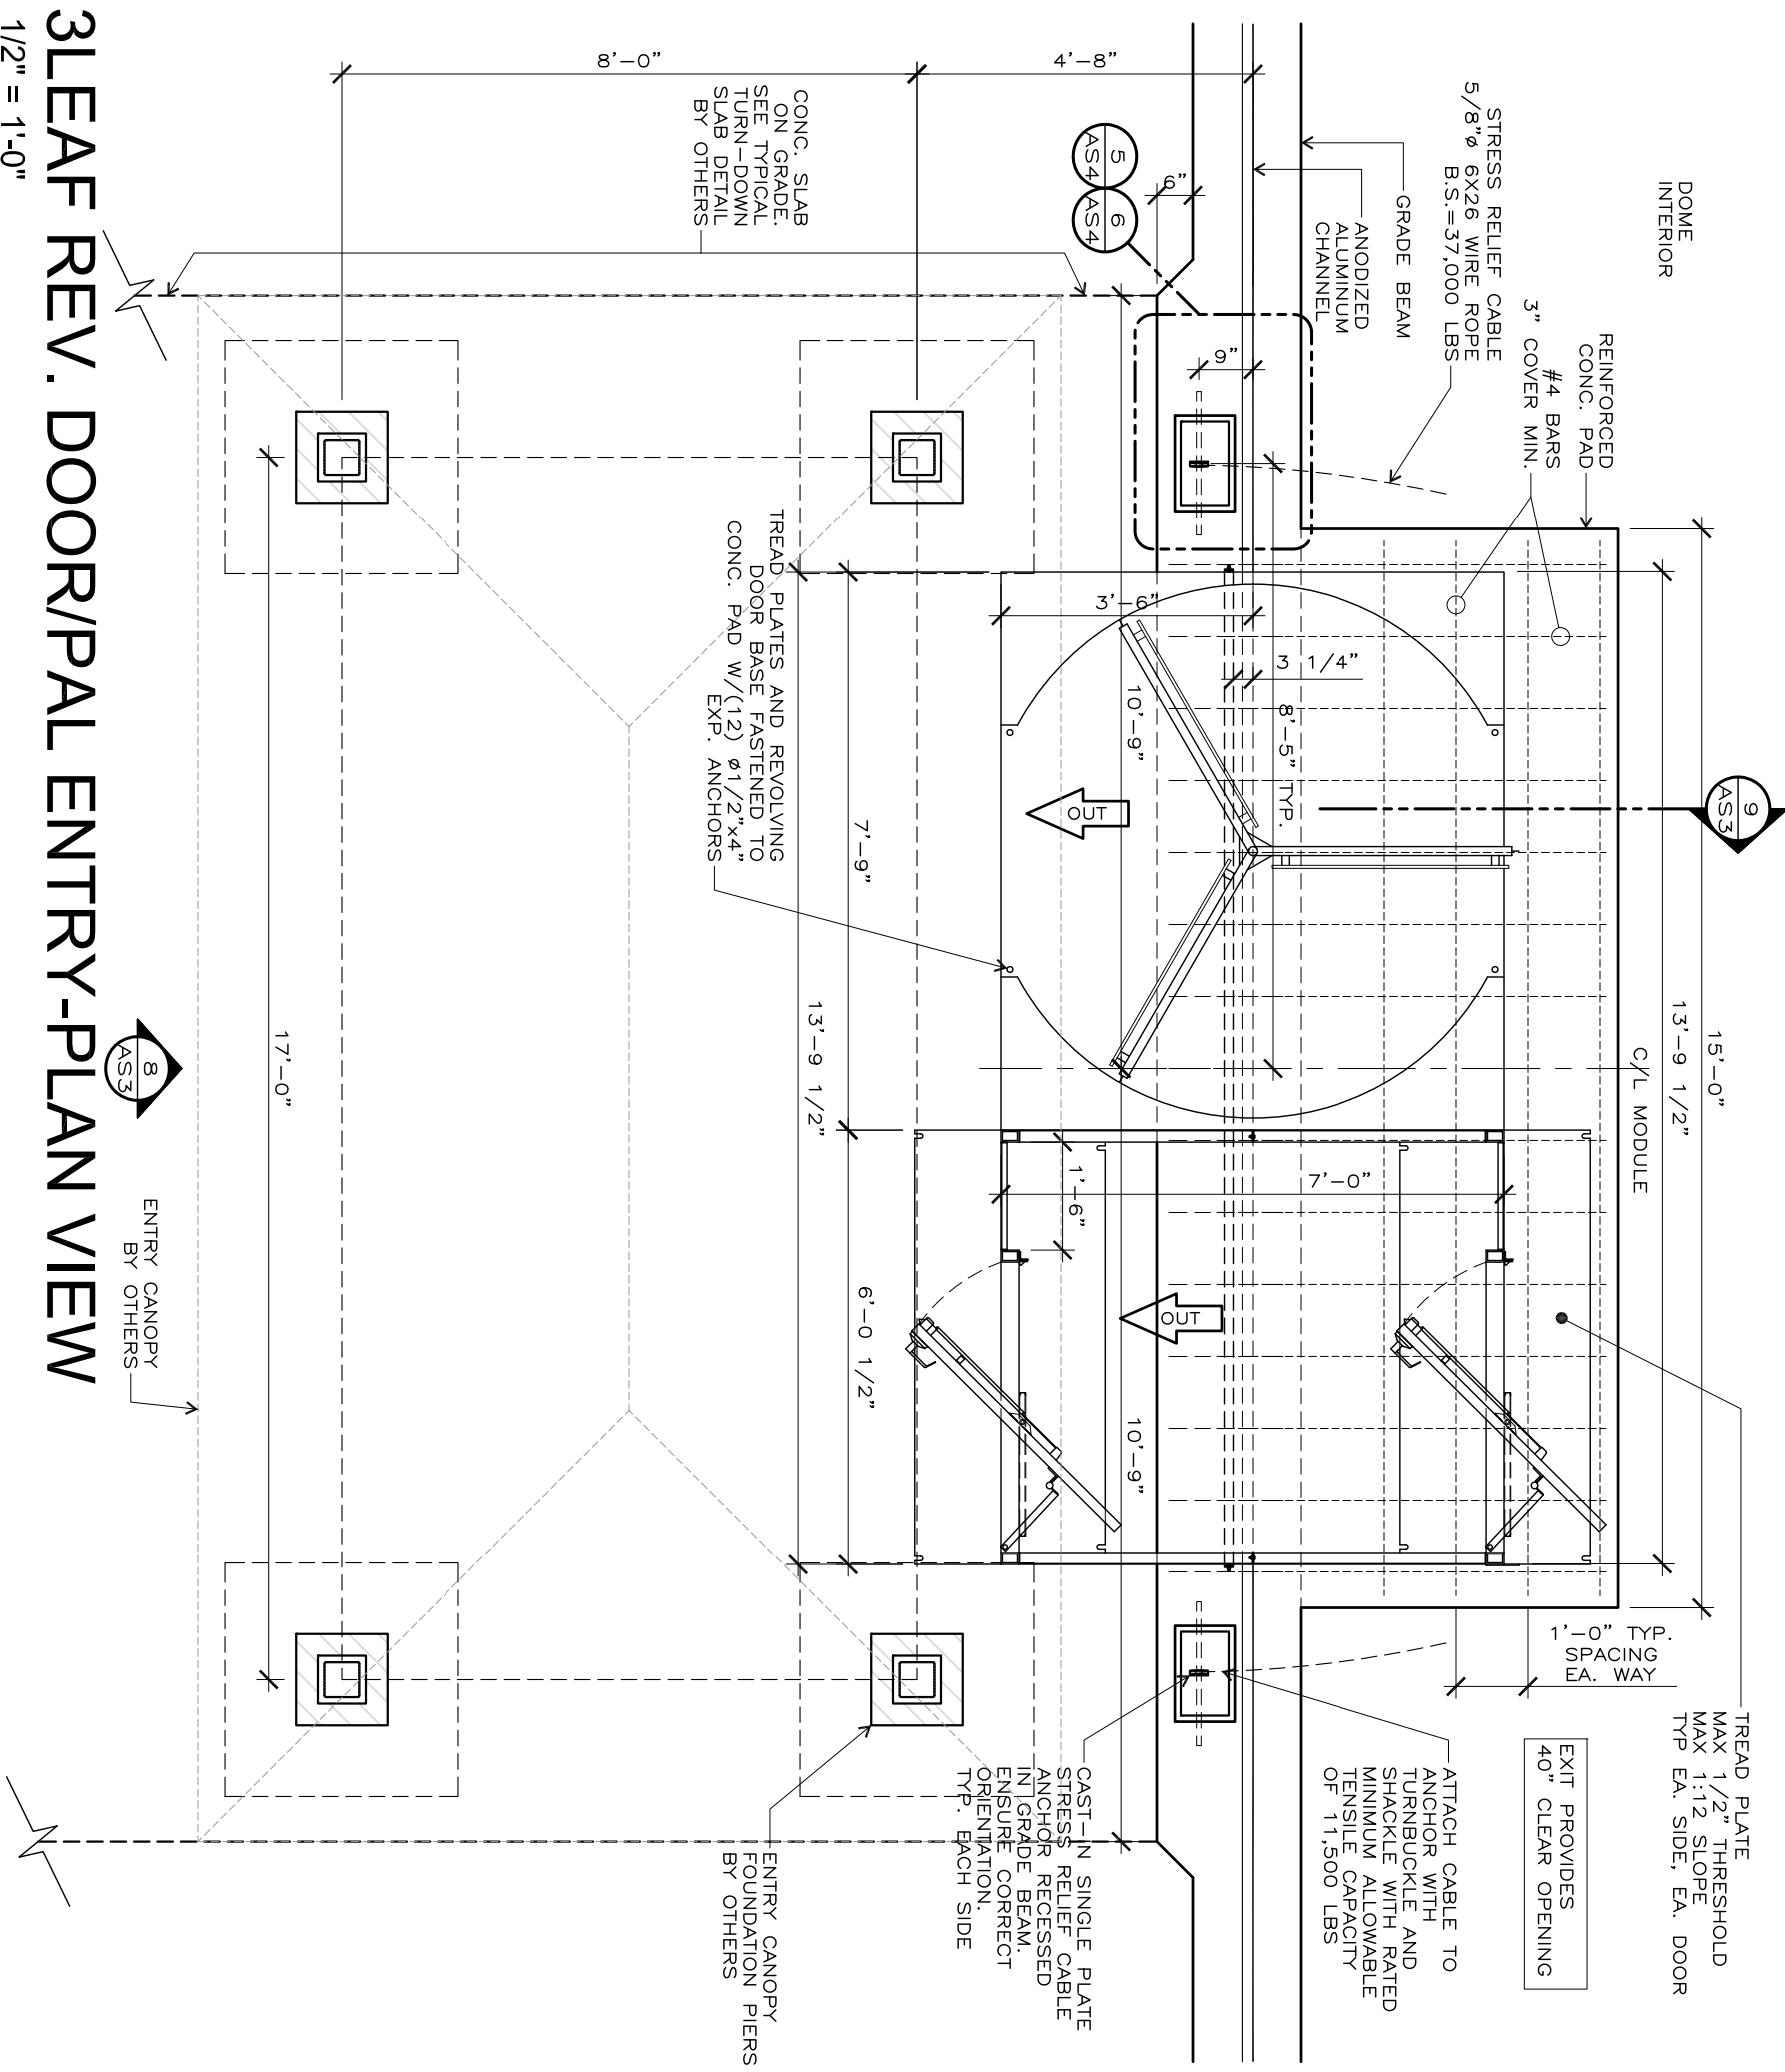 DOME
INTERIOR
STRESS RELIEF CABLE
5/8"ø 6X26 WIRE ROPE
B.S.=37,000 LBS
GRADE BEAM
ANODIZED
ALUMINUM
CHANNEL
REINFORCED
CONC. PAD
#4 BARS
3" COVER MIN.
9
AS3
15'-0"
13'-9 1/2"
C/L MODULE
1'-0" TYP.
SPACING
EA. WAY
TREAD PLATE
MAX 1/2" THRESHOLD
MAX 1:12 SLOPE
TYP EA. SIDE, EA. DOOR
EXIT PROVIDES
40" CLEAR OPENING
ATTACH CABLE TO
ANCHOR WITH
TURNBUCKLE AND
SHACKLE WITH RATED
MINIMUM ALLOWABLE
TENSILE CAPACITY
OF 11,500 LBS
CAST-IN SINGLE PLATE
STRESS RELIEF CABLE
ANCHOR RECESSED
IN GRADE BEAM.
ENSURE CORRECT
ORIENTATION.
TYP. EACH SIDE
5
AS4
6
AS4
6"
9"
4'-8"
8'-0"
3'-6"
3 1/4"
8'-5" TYP.
10'-9"
OUT
7'-0"
1'-6"
OUT
10'-9"
CONC. SLAB
ON GRADE.
SEE TYPICAL
TURN-DOWN
SLAB DETAIL
BY OTHERS
TREAD PLATES AND REVOLVING
DOOR BASE FASTENED TO
CONC. PAD W/(12) ø1/2"x4"
EXP. ANCHORS
7'-9"
6'-0 1/2"
13'-9 1/2"
ENTRY CANOPY
FOUNDATION PIERS
BY OTHERS
17'-0"
8
AS3
ENTRY CANOPY
BY OTHERS
3LEAF REV. DOOR/PAL ENTRY-PLAN VIEW
1/2" = 1'-0"